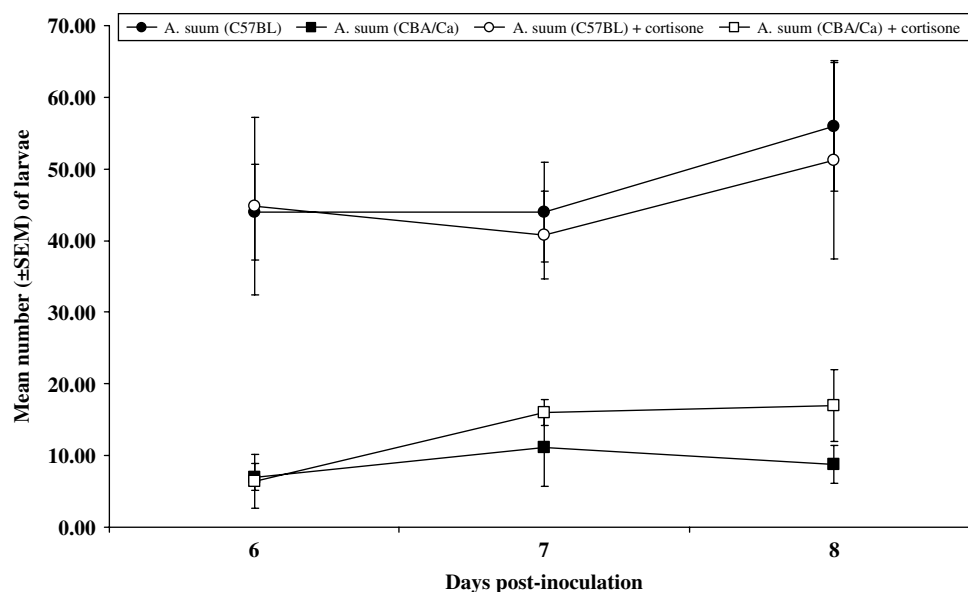 70.00
A. suum (C57BL) A. suum (CBA/Ca) A. suum (C57BL) + cortisone A. suum (CBA/Ca) + cortisone
60.00
50.00
40.00
30.00
20.00
10.00
0.00
Mean number (±SEM) of larvae
6 7 8
Days post-inoculation